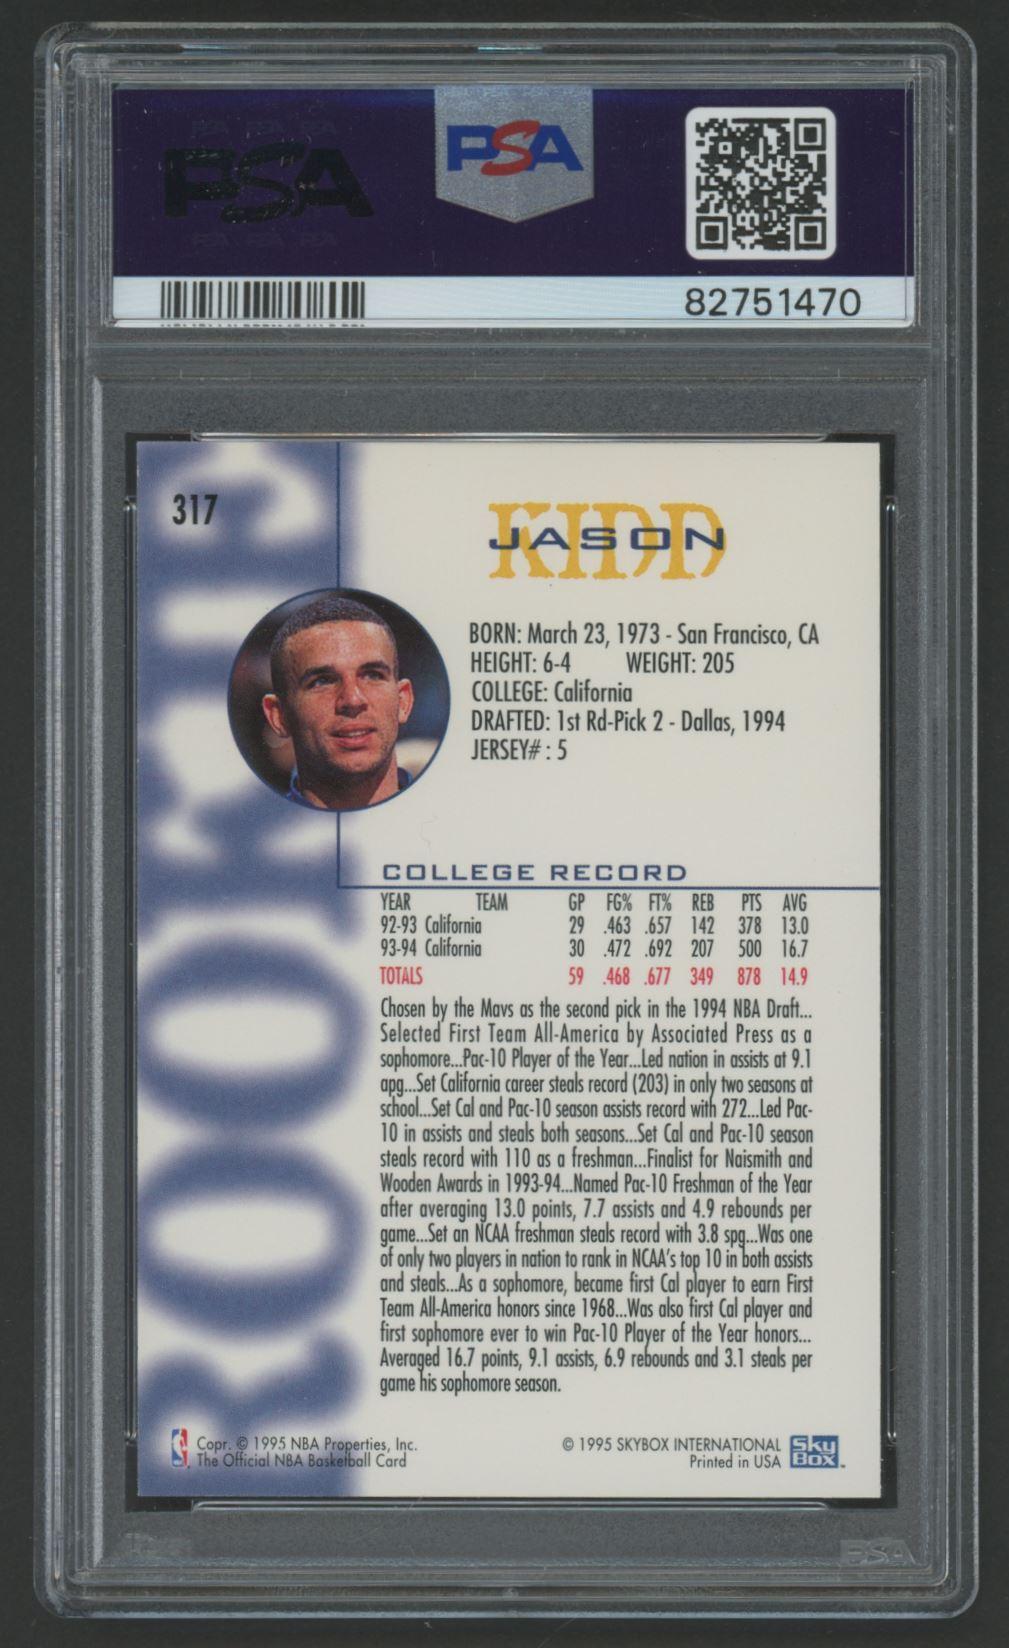 PSA
PSA
82751470
317
KIDD
JASON
BORN: March 23, 1973 - San Francisco, CA
HEIGHT: 6-4 WEIGHT: 205
COLLEGE: California
DRAFTED: 1st Rd-Pick 2 - Dallas, 1994
JERSEY# : 5
ROOKIE
COLLEGE RECORD
YEAR TEAM GP FG% FT% REB PTS AVG
92-93 California 29 .463 .657 142 378 13.0
93-94 California 30 .472 .692 207 500 16.7
TOTALS 59 .468 .677 349 878 14.9
Chosen by the Mavs as the second pick in the 1994 NBA Draft...
Selected First Team All-America by Associated Press as a
sophomore...Pac-10 Player of the Year...Led nation in assists at 9.1
apg...Set California career steals record (203) in only two seasons at
school...Set Cal and Pac-10 season assists record with 272...Led Pac-
10 in assists and steals both seasons...Set Cal and Pac-10 season
steals record with 110 as a freshman...Finalist for Naismith and
Wooden Awards in 1993-94...Named Pac-10 Freshman of the Year
after averaging 13.0 points, 7.7 assists and 4.9 rebounds per
game...Set an NCAA freshman steals record with 3.8 spg...Was one
of only two players in nation to rank in NCAA's top 10 in both assists
and steals...As a sophomore, became first Cal player to earn First
Team All-America honors since 1968...Was also first Cal player and
first sophomore ever to win Pac-10 Player of the Year honors...
Averaged 16.7 points, 9.1 assists, 6.9 rebounds and 3.1 steals per
game his sophomore season.
Copr. © 1995 NBA Properties, Inc.
The Official NBA Basketball Card
© 1995 SKYBOX INTERNATIONAL
Printed in USA
SkyBox™
PSA